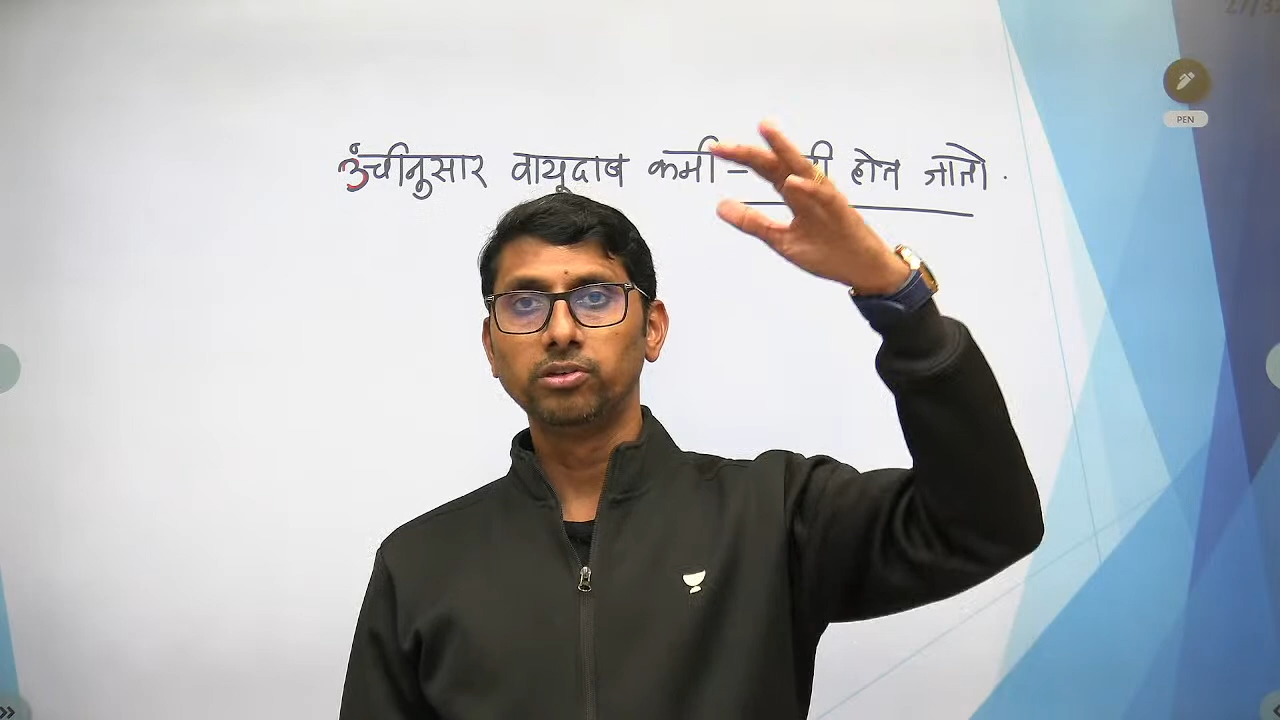 उंचीनुसार वायूदाब कमी – होत जातो.
PEN